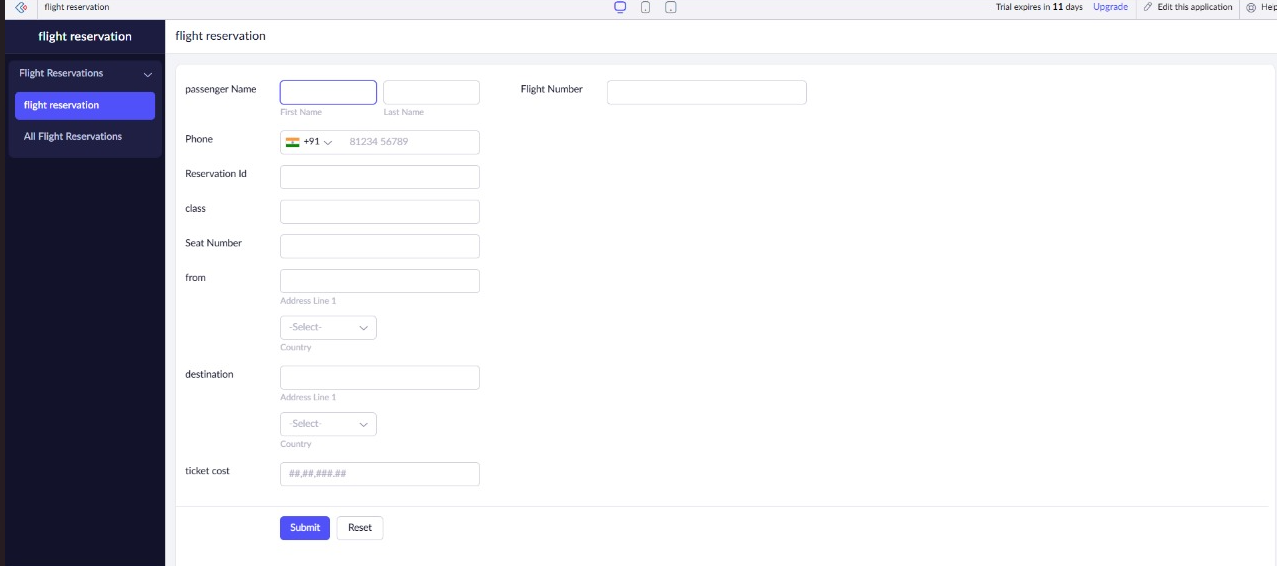 flight reservation
Trial expires in 11 days Upgrade Edit this application Help
flight reservation
Flight Reservations
flight reservation
All Flight Reservations
flight reservation
passenger Name
First Name Last Name
Flight Number
Phone +91 81234 56789
Reservation Id
class
Seat Number
from
Address Line 1
-Select-
Country
destination
Address Line 1
-Select-
Country
ticket cost ##,##,###.##
Submit Reset